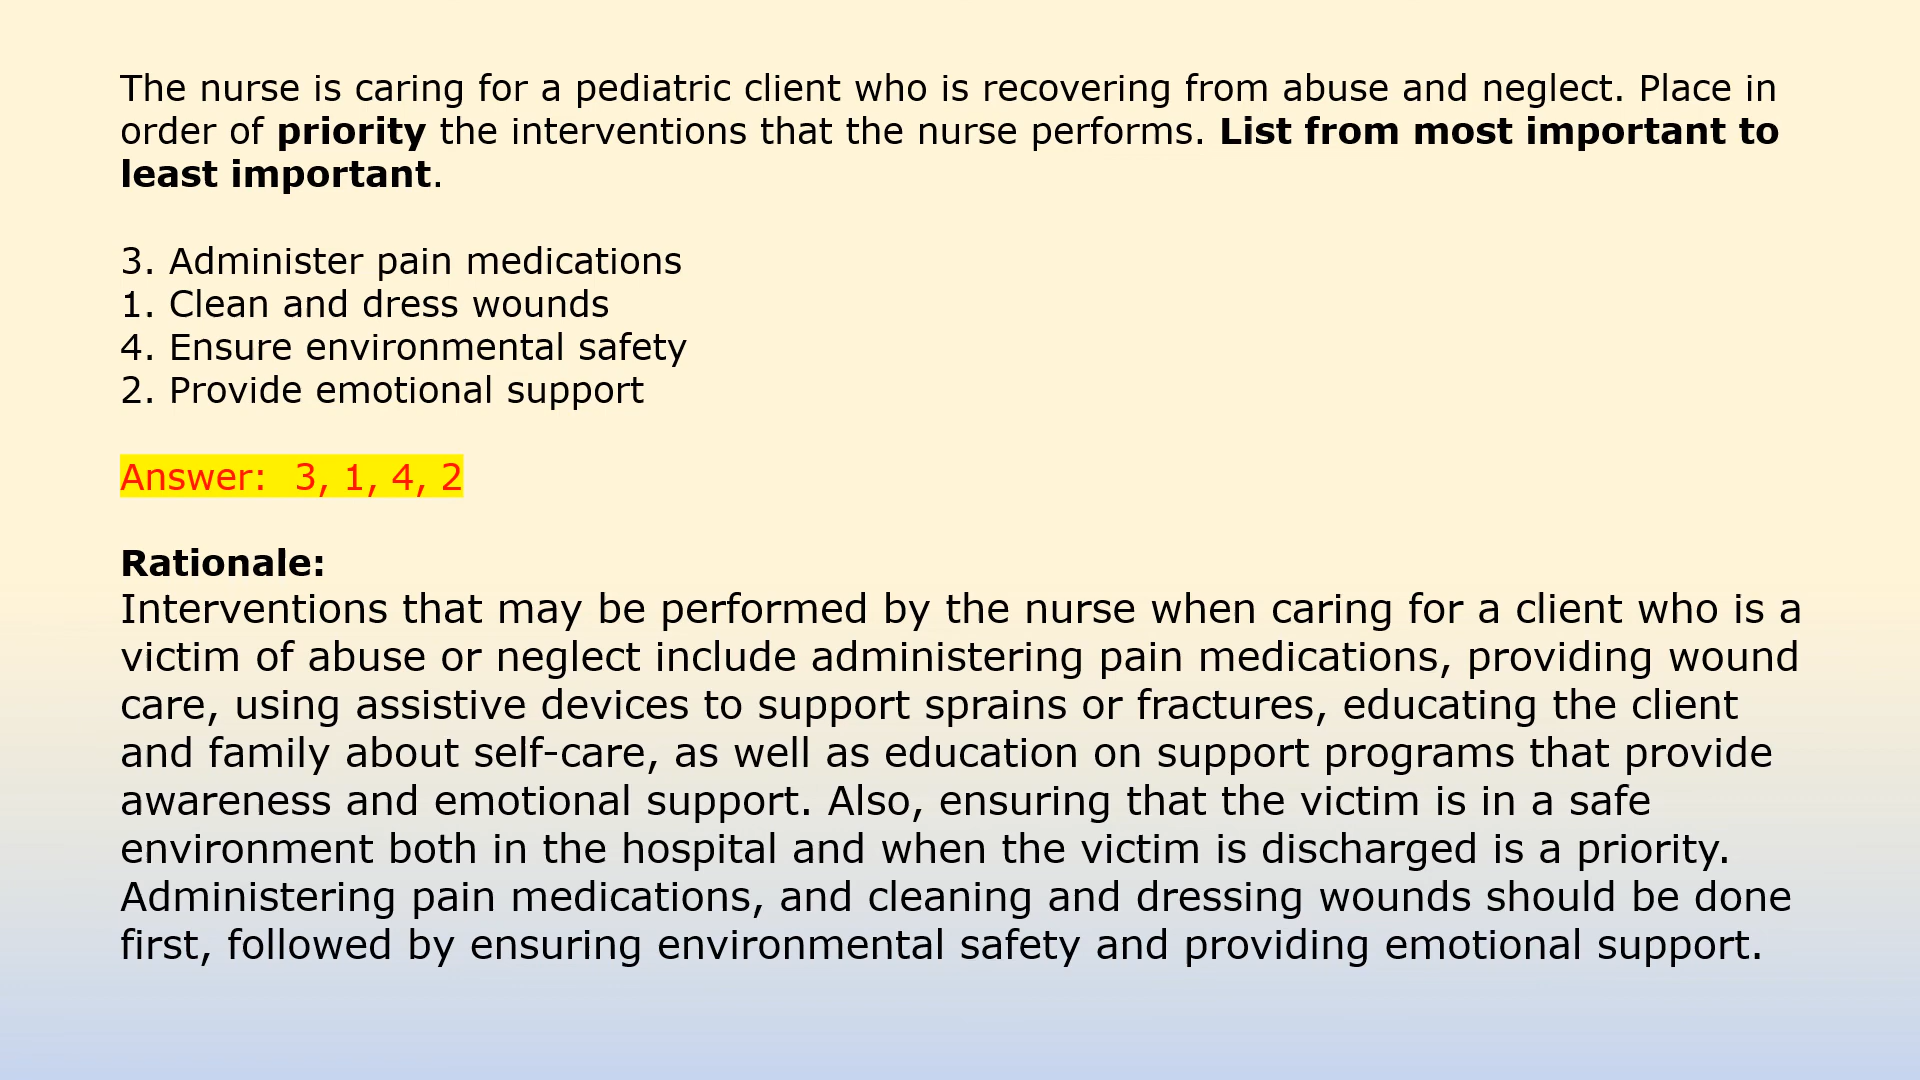 The nurse is caring for a pediatric client who is recovering from abuse and neglect. Place in
order of priority the interventions that the nurse performs. List from most important to
least important.
3. Administer pain medications
1. Clean and dress wounds
4. Ensure environmental safety
2. Provide emotional support
Answer:  3, 1, 4, 2
Rationale:
Interventions that may be performed by the nurse when caring for a client who is a
victim of abuse or neglect include administering pain medications, providing wound
care, using assistive devices to support sprains or fractures, educating the client
and family about self-care, as well as education on support programs that provide
awareness and emotional support. Also, ensuring that the victim is in a safe
environment both in the hospital and when the victim is discharged is a priority.
Administering pain medications, and cleaning and dressing wounds should be done
first, followed by ensuring environmental safety and providing emotional support.